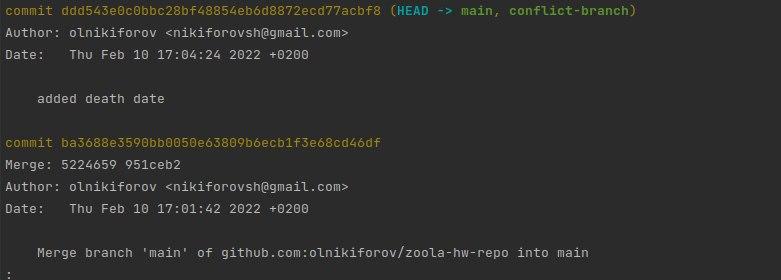 commit ddd543e0c0bbc28bf48854eb6d8872ecd77acbf8 (HEAD -> main, conflict-branch)
Author: olnikiforov <nikiforovsh@gmail.com>
Date:   Thu Feb 10 17:04:24 2022 +0200
    added death date
commit ba3688e3590bb0050e63809b6ecb1f3e68cd46df
Merge: 5224659 951ceb2
Author: olnikiforov <nikiforovsh@gmail.com>
Date:   Thu Feb 10 17:01:42 2022 +0200
    Merge branch 'main' of github.com:olnikiforov/zoola-hw-repo into main
: